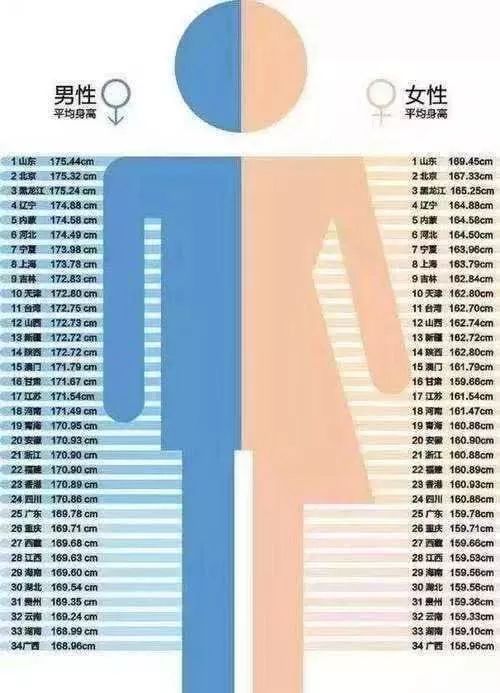 男性
平均身高
女性
平均身高
1 山东 175.44cm
2 北京 175.32 cm
3 黑龙江 175.24 cm
4 辽宁 174.88 cm
5 内蒙 174.58 cm
6 河北 174.49 cm
7 宁夏 173.98 cm
8 上海 173.78 cm
9 吉林 172.83 cm
10 天津 172.80 cm
11 台湾 172.75 cm
12 山西 172.73 cm
13 新疆 172.72 cm
14 陕西 172.72 cm
15 澳门 171.79 cm
16 甘肃 171.67 cm
17 江苏 171.54cm
18 河南 171.49 cm
19 青海 170.95 cm
20 安徽 170.93 cm
21 浙江 170.90 cm
22 福建 170.90 cm
23 香港 170.89 cm
24 四川 170.86 cm
25 广东 169.78 cm
26 重庆 169.71 cm
27 西藏 169.68 cm
28 江西 169.63 cm
29 海南 169.60 cm
30 湖北 169.54 cm
31 贵州 169.35 cm
32 云南 169.24 cm
33 湖南 168.99 cm
34 广西 168.96cm
1 山东 169.45cm
2 北京 167.33 cm
3 黑龙江 165.25cm
4 辽宁 164.88cm
5 内蒙 164.58cm
6 河北 164.50cm
7 宁夏 163.96cm
8 上海 163.79cm
9 吉林 162.84cm
10 天津 162.80cm
11 台湾 162.70cm
12 山西 162.74cm
13 新疆 162.72cm
14 陕西 162.80cm
15 澳门 161.79cm
16 甘肃 159.66cm
17 江苏 161.54cm
18 河南 161.47cm
19 青海 160.86cm
20 安徽 160.90cm
21 浙江 160.88cm
22 福建 160.89cm
23 香港 160.93cm
24 四川 160.86cm
25 广东 159.78cm
26 重庆 159.71cm
27 西藏 159.66cm
28 江西 159.53cm
29 海南 159.56cm
30 湖北 159.56cm
31 贵州 159.36cm
32 云南 159.33cm
33 湖南 159.10cm
34 广西 158.96cm